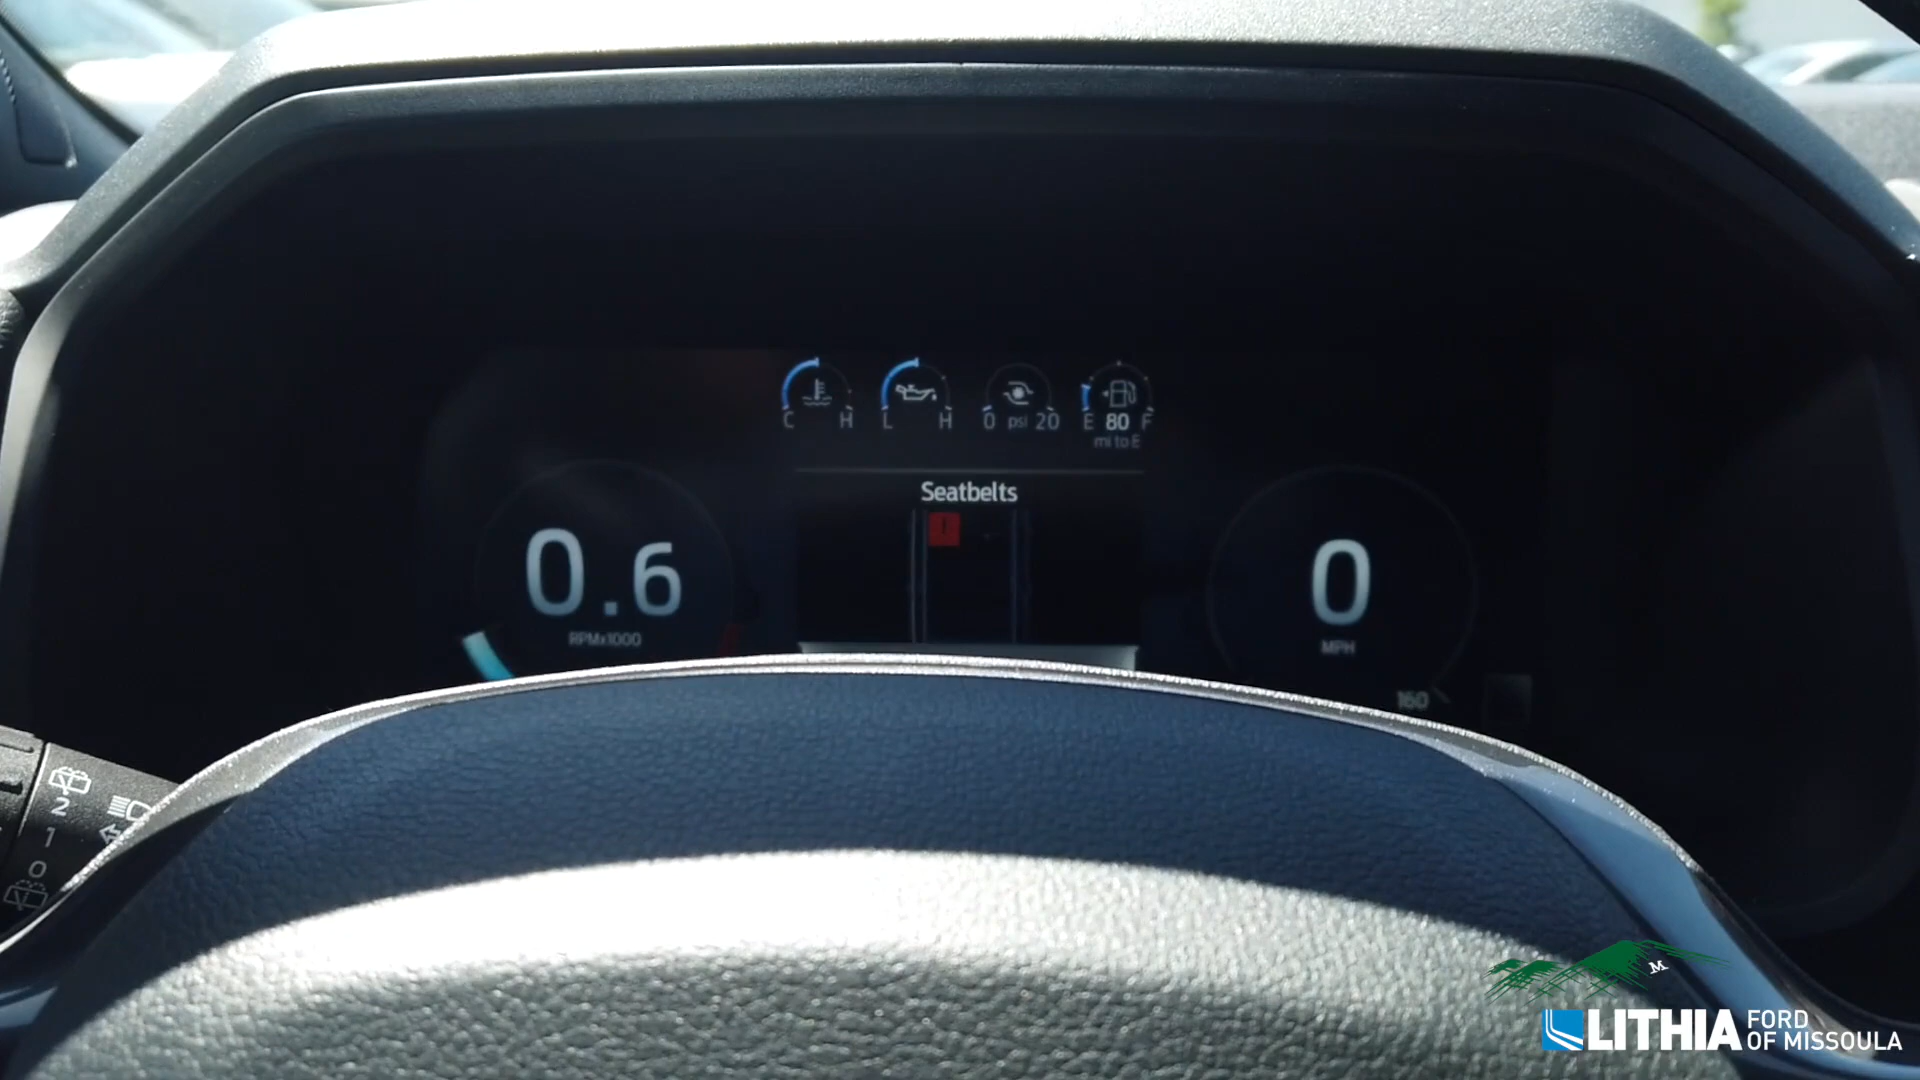 C H L H 0 psi 20 E 80 F
mi to E
Seatbelts
0.6
RPMx1000
0
MPH
160
2
1
0
M
LITHIA FORD
OF MISSOULA